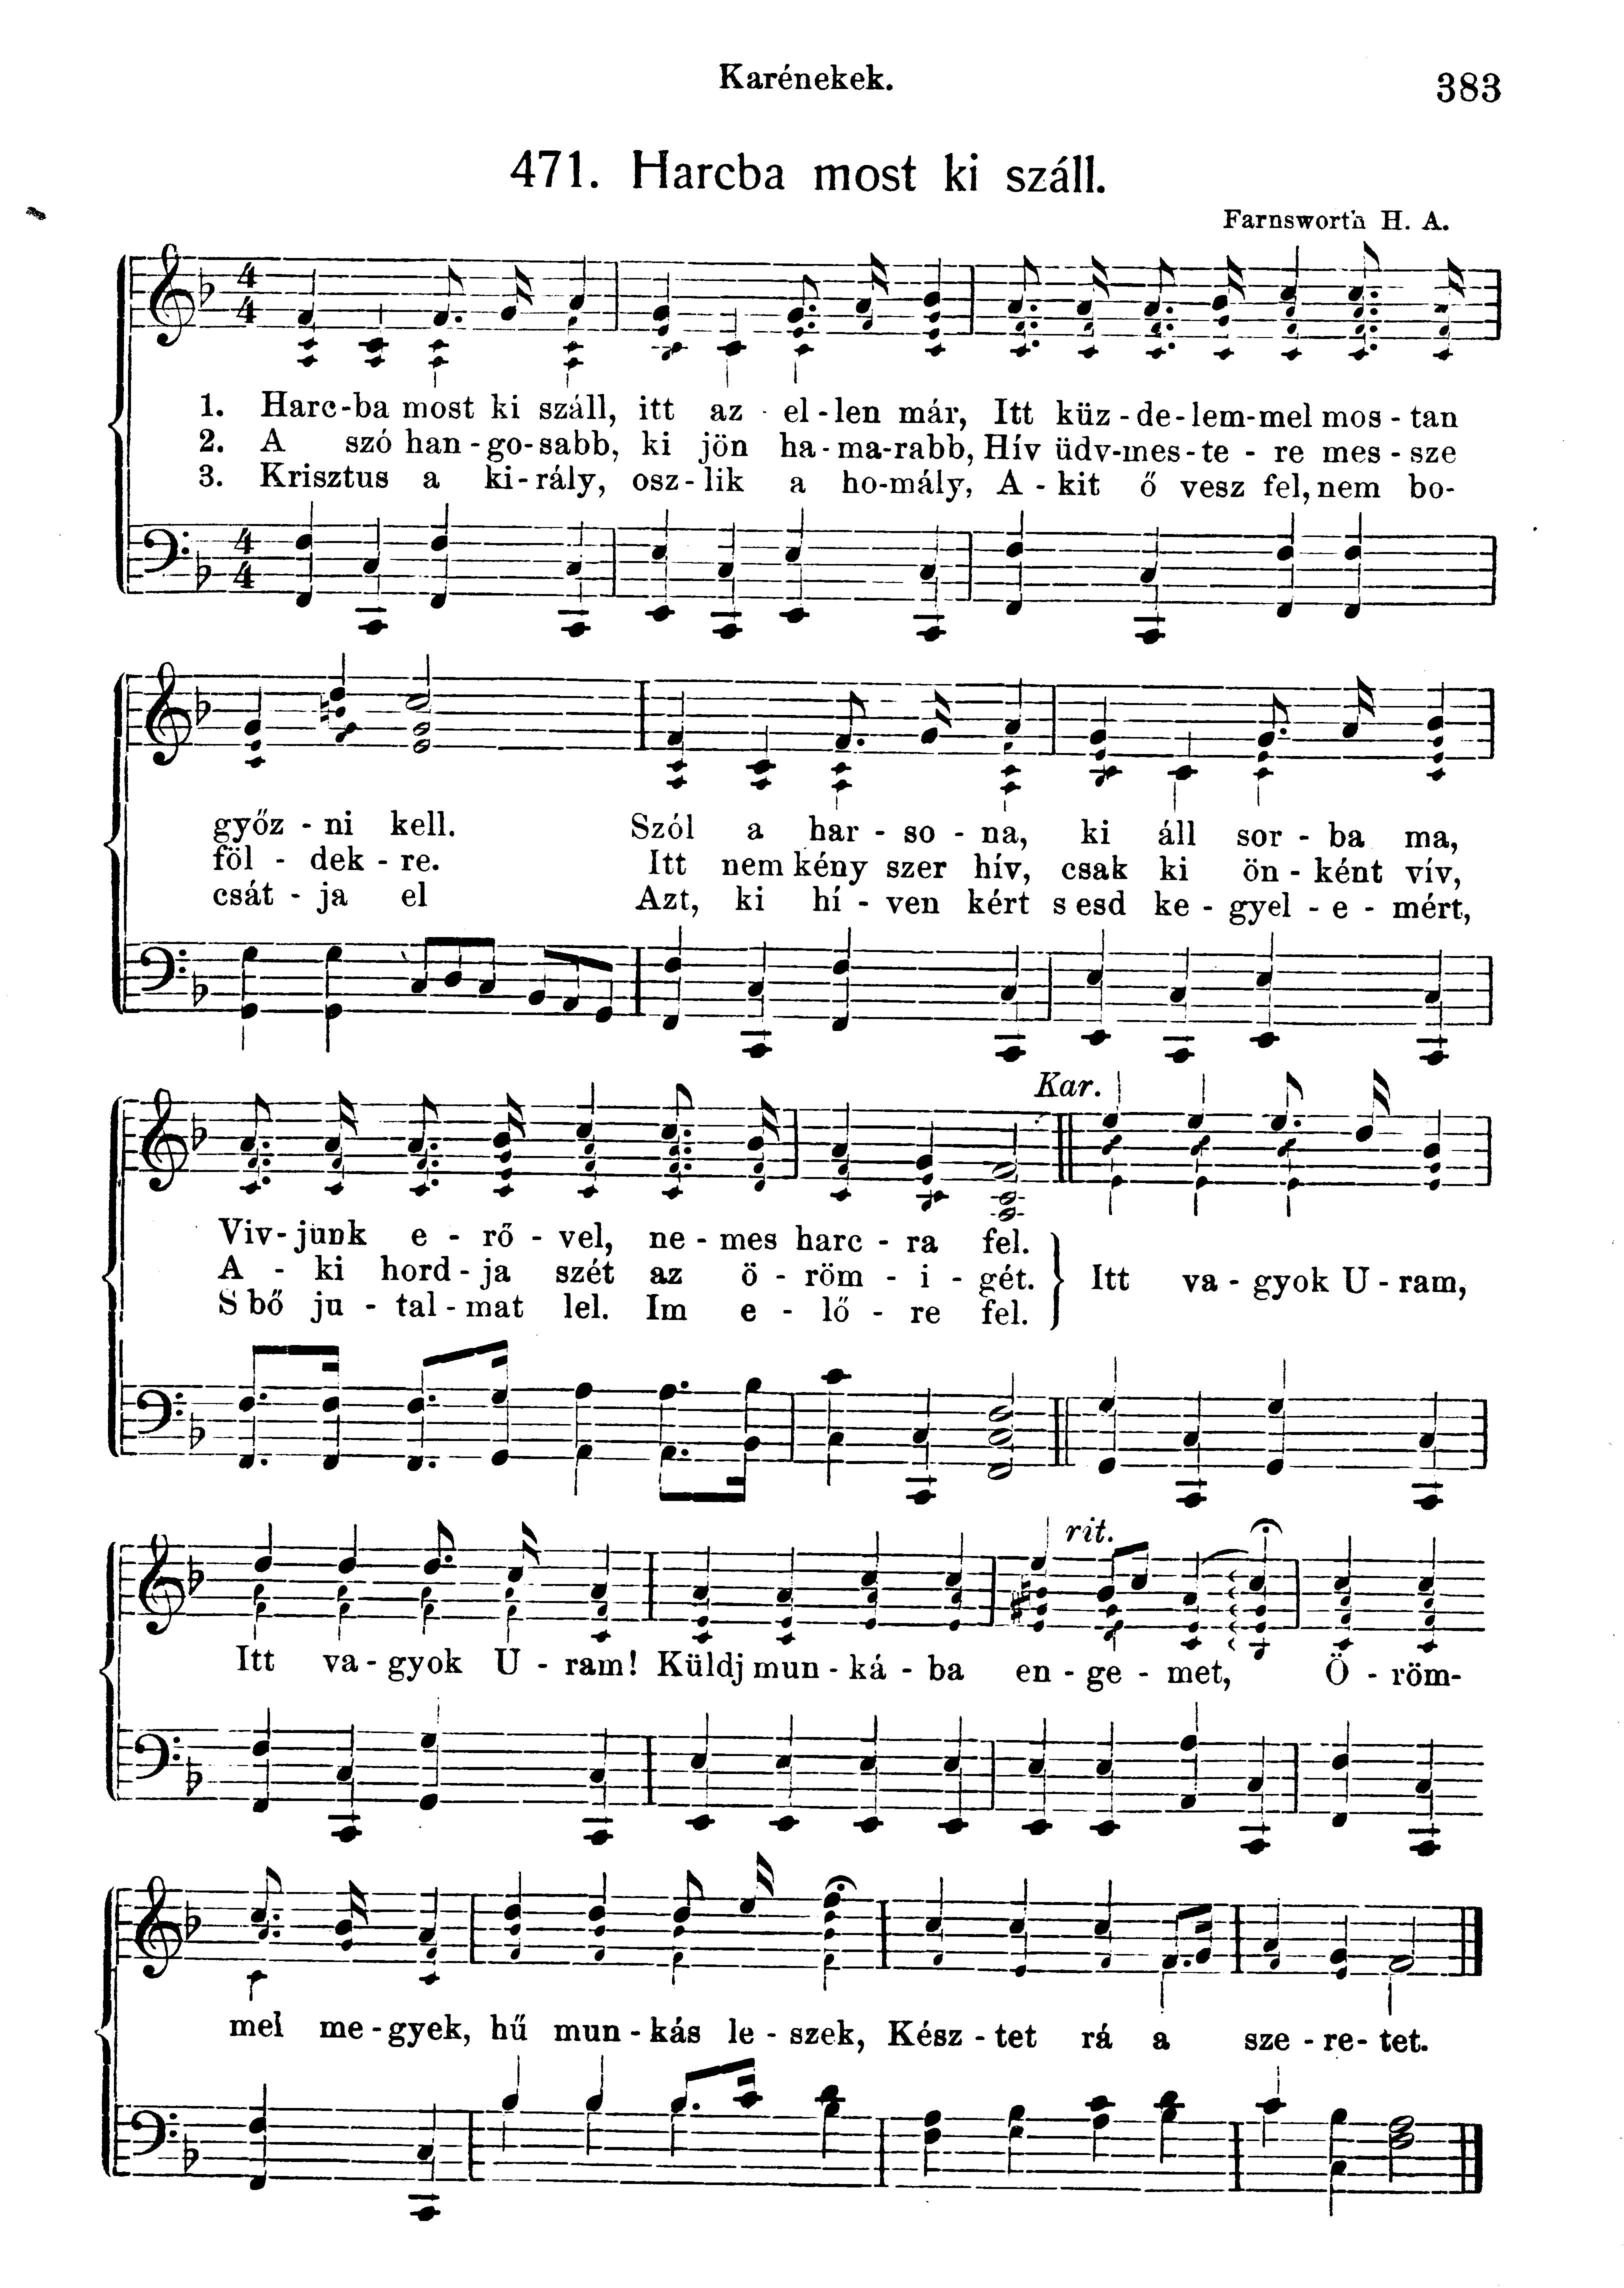 Karénekek.
383
471. Harcba most ki száll.
Farnsworth H. A.
1. Harc-ba most ki száll, itt az el-len már, Itt küz-de-lem-mel mos-tan
2. A szó han-go-sabb, ki jön ha-ma-rabb, Hív üdv-mes-te-re mes-sze
3. Krisztus a ki-rály, osz-lik a ho-mály, A-kit ő vesz fel, nem bo-
győz-ni kell. Szól a har-so-na, ki áll sor-ba ma,
föl-dek-re. Itt nem kény szer hív, csak ki ön-ként vív,
csát-ja el Azt, ki hí-ven kért s esd ke-gyel-e-mért,
Kar.
Viv-junk e-rő-vel, ne-mes harc-ra fel.
A-ki hord-ja szét az ö-röm-i-gét. Itt va-gyok U-ram,
S bő ju-tal-mat lel. Im e-lő-re fel.
rit.
Itt va-gyok U-ram! Küldj mun-ká-ba en-ge-met, Ö-röm-
mel me-gyek, hű mun-kás le-szek, Kész-tet rá a sze-re-tet.